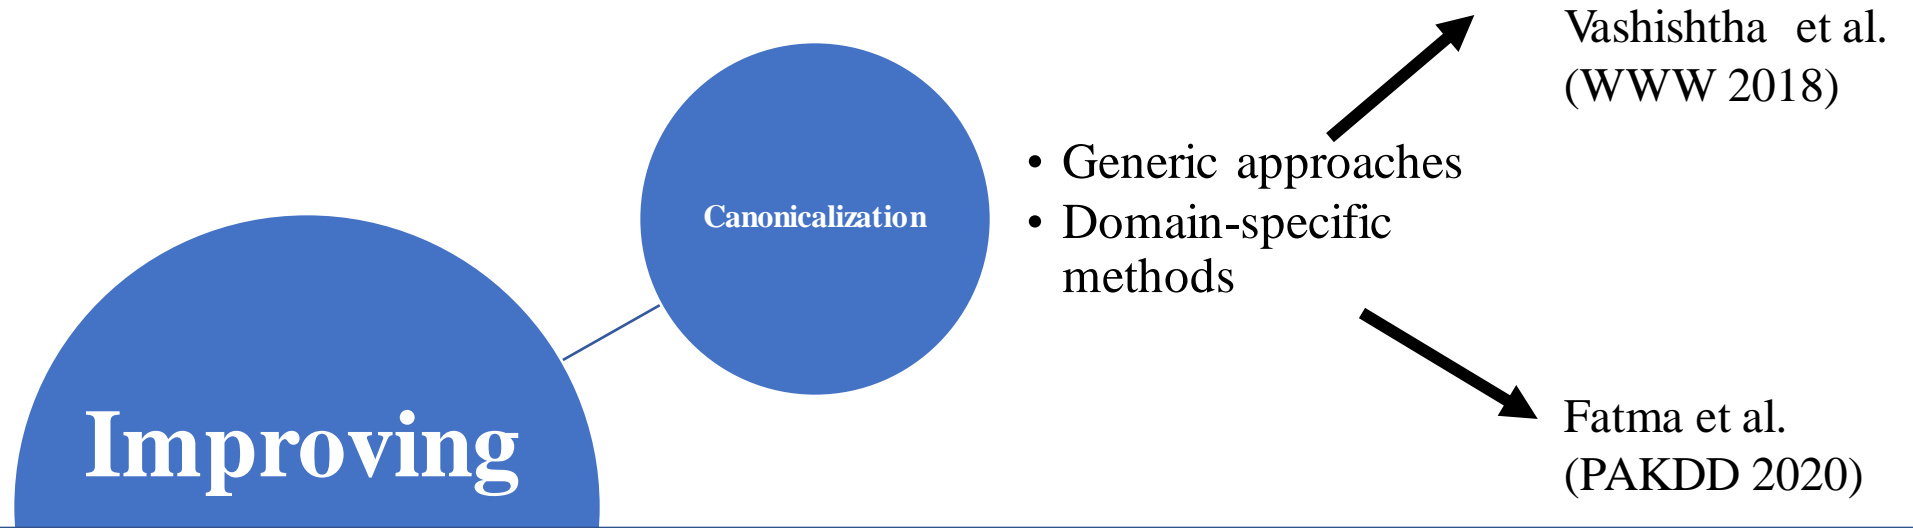 Improving
Canonicalization
• Generic approaches
• Domain-specific
methods
Vashishtha et al.
(WWW 2018)
Fatma et al.
(PAKDD 2020)